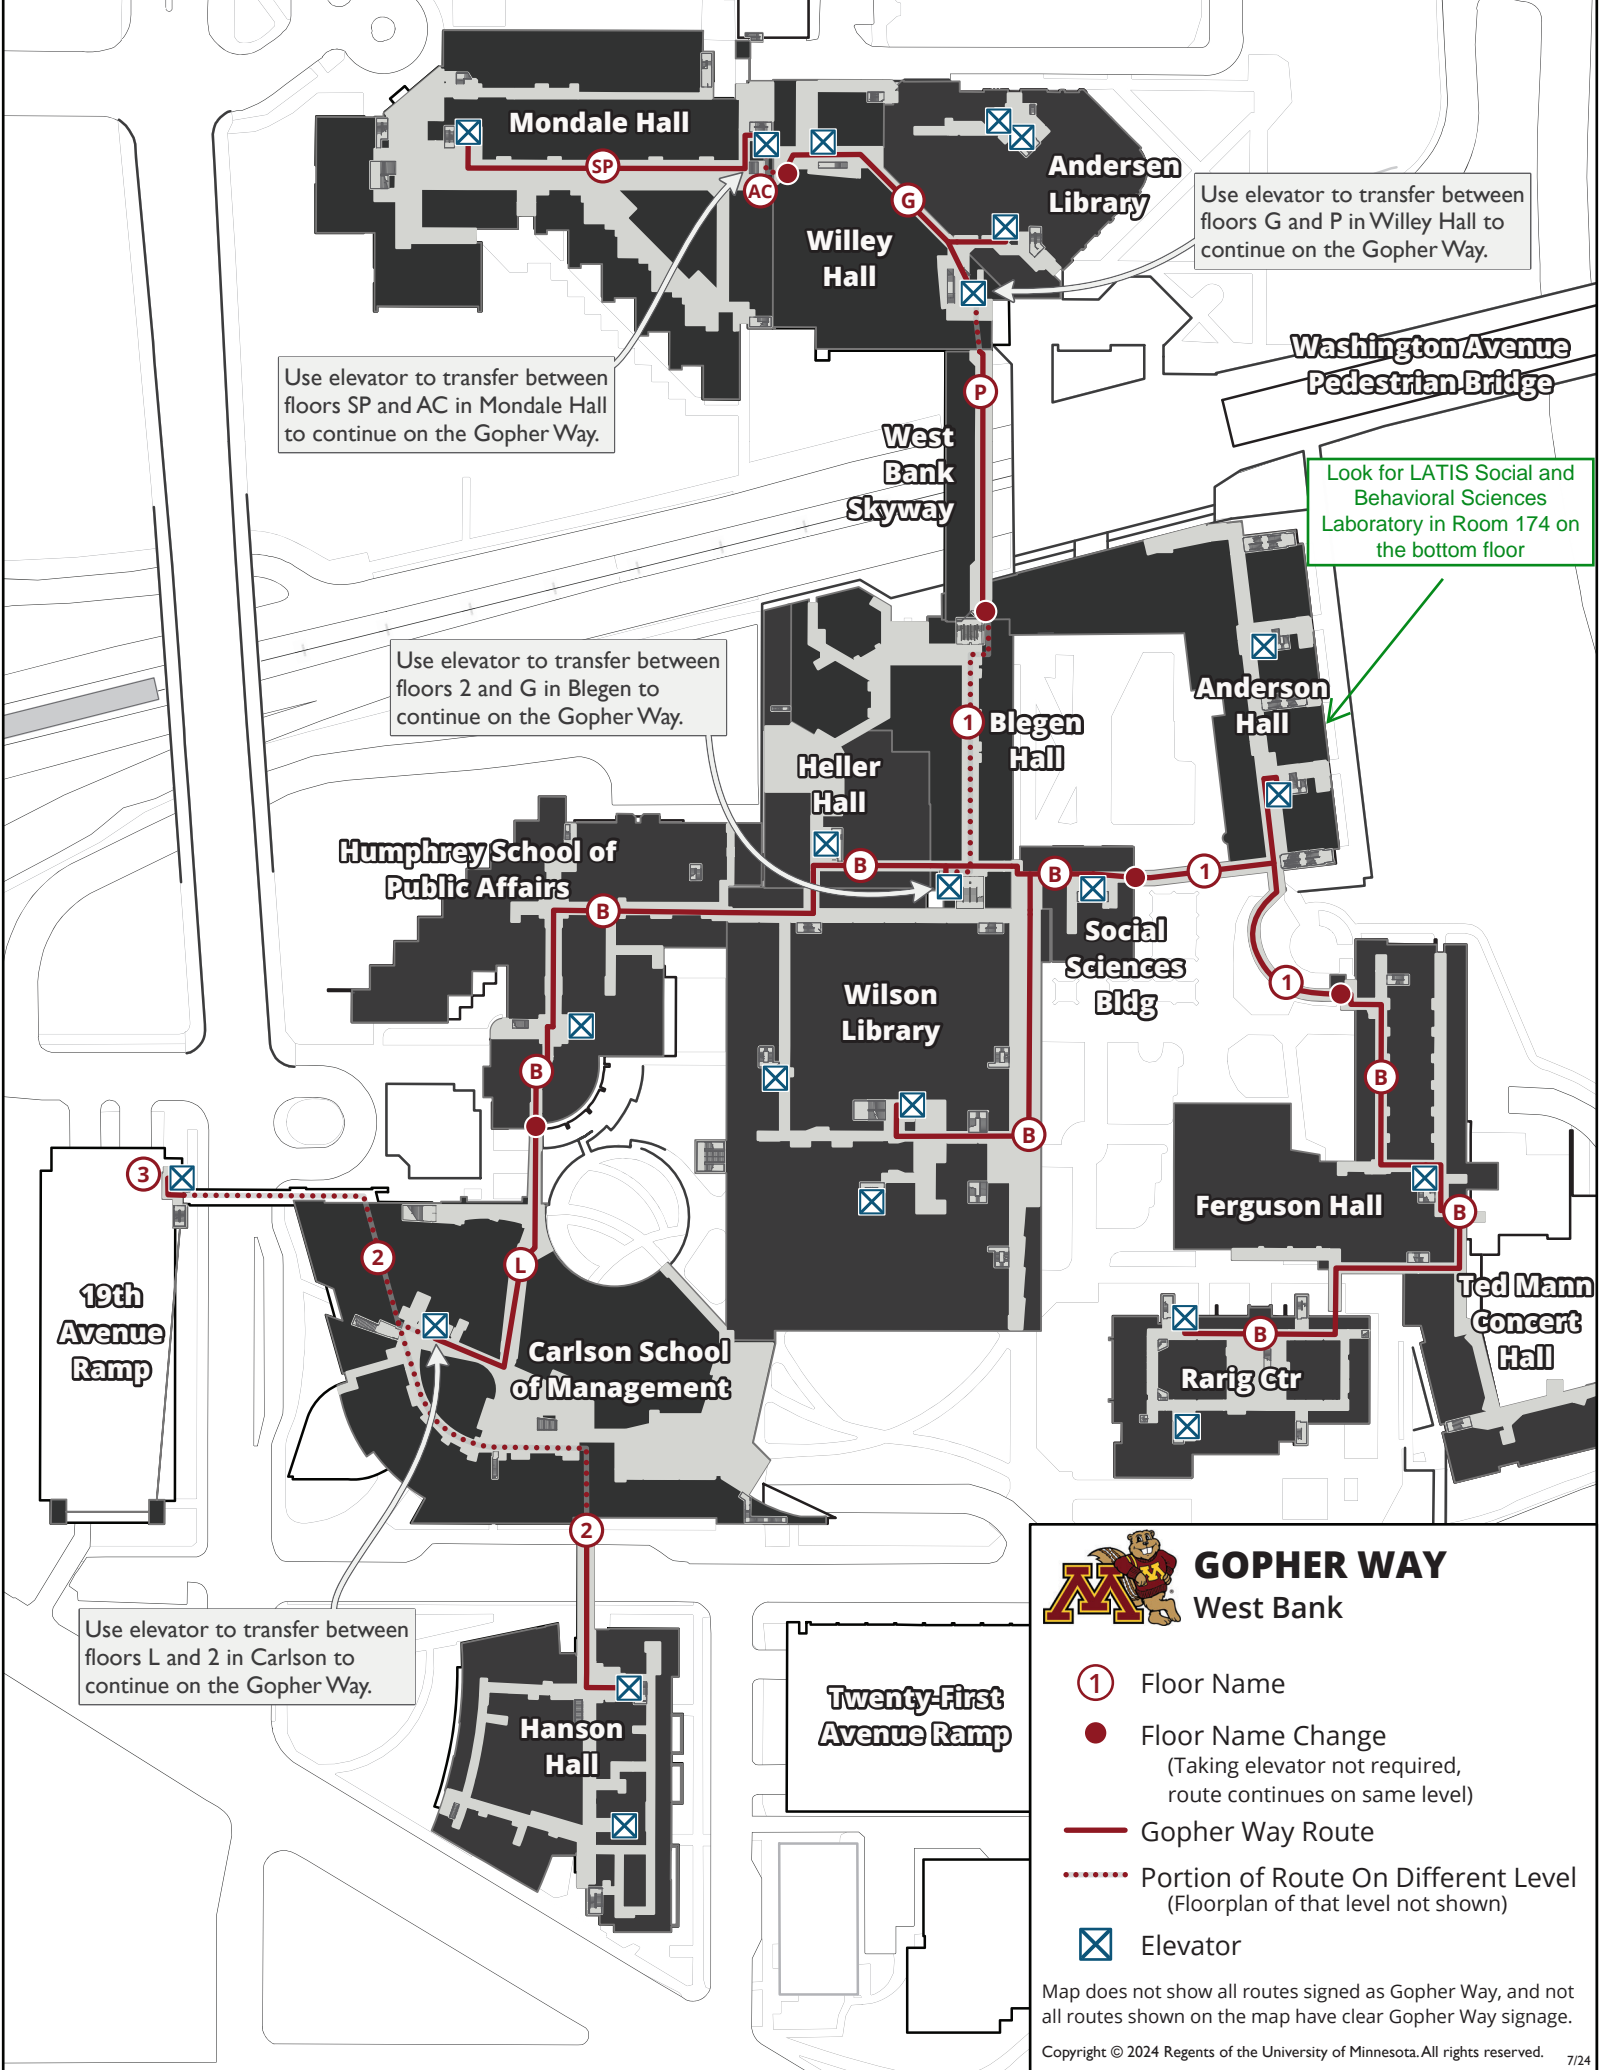 Mondale Hall
SP
AC
G
Andersen
Library
Willey
Hall
Use elevator to transfer between
floors G and P in Willey Hall to
continue on the Gopher Way.
Washington Avenue
Pedestrian Bridge
Use elevator to transfer between
floors SP and AC in Mondale Hall
to continue on the Gopher Way.
P
West
Bank
Skyway
Look for LATIS Social and
Behavioral Sciences
Laboratory in Room 174 on
the bottom floor
Use elevator to transfer between
floors 2 and G in Blegen to
continue on the Gopher Way.
Anderson
Hall
1
Blegen
Hall
Heller
Hall
Humphrey School of
Public Affairs
B
B
1
B
Social
Sciences
Bldg
1
Wilson
Library
B
B
B
3
Ferguson Hall
B
2
L
19th
Avenue
Ramp
Ted Mann
Concert
Hall
B
Carlson School
of Management
Rarig Ctr
2
GOPHER WAY
West Bank
Use elevator to transfer between
floors L and 2 in Carlson to
continue on the Gopher Way.
1 Floor Name
Twenty-First
Avenue Ramp
Hanson
Hall
Floor Name Change
(Taking elevator not required,
route continues on same level)
Gopher Way Route
Portion of Route On Different Level
(Floorplan of that level not shown)
Elevator
Map does not show all routes signed as Gopher Way, and not
all routes shown on the map have clear Gopher Way signage.
Copyright © 2024 Regents of the University of Minnesota. All rights reserved.
7/24